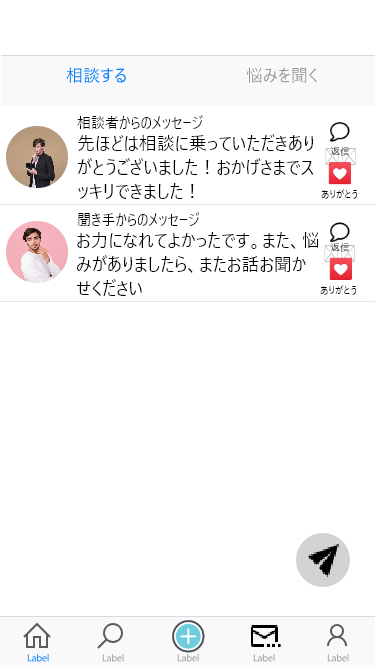 相談する
悩みを聞く
相談者からのメッセージ
先ほどは相談に乗っていただきあり
がとうございました！おかげさまでス
ッキリできました！
返信
ありがとう
聞き手からのメッセージ
お力になれてよかったです。また、悩
みがありましたら、またお話お聞か
せください
返信
ありがとう
Label
Label
Label
Label
Label